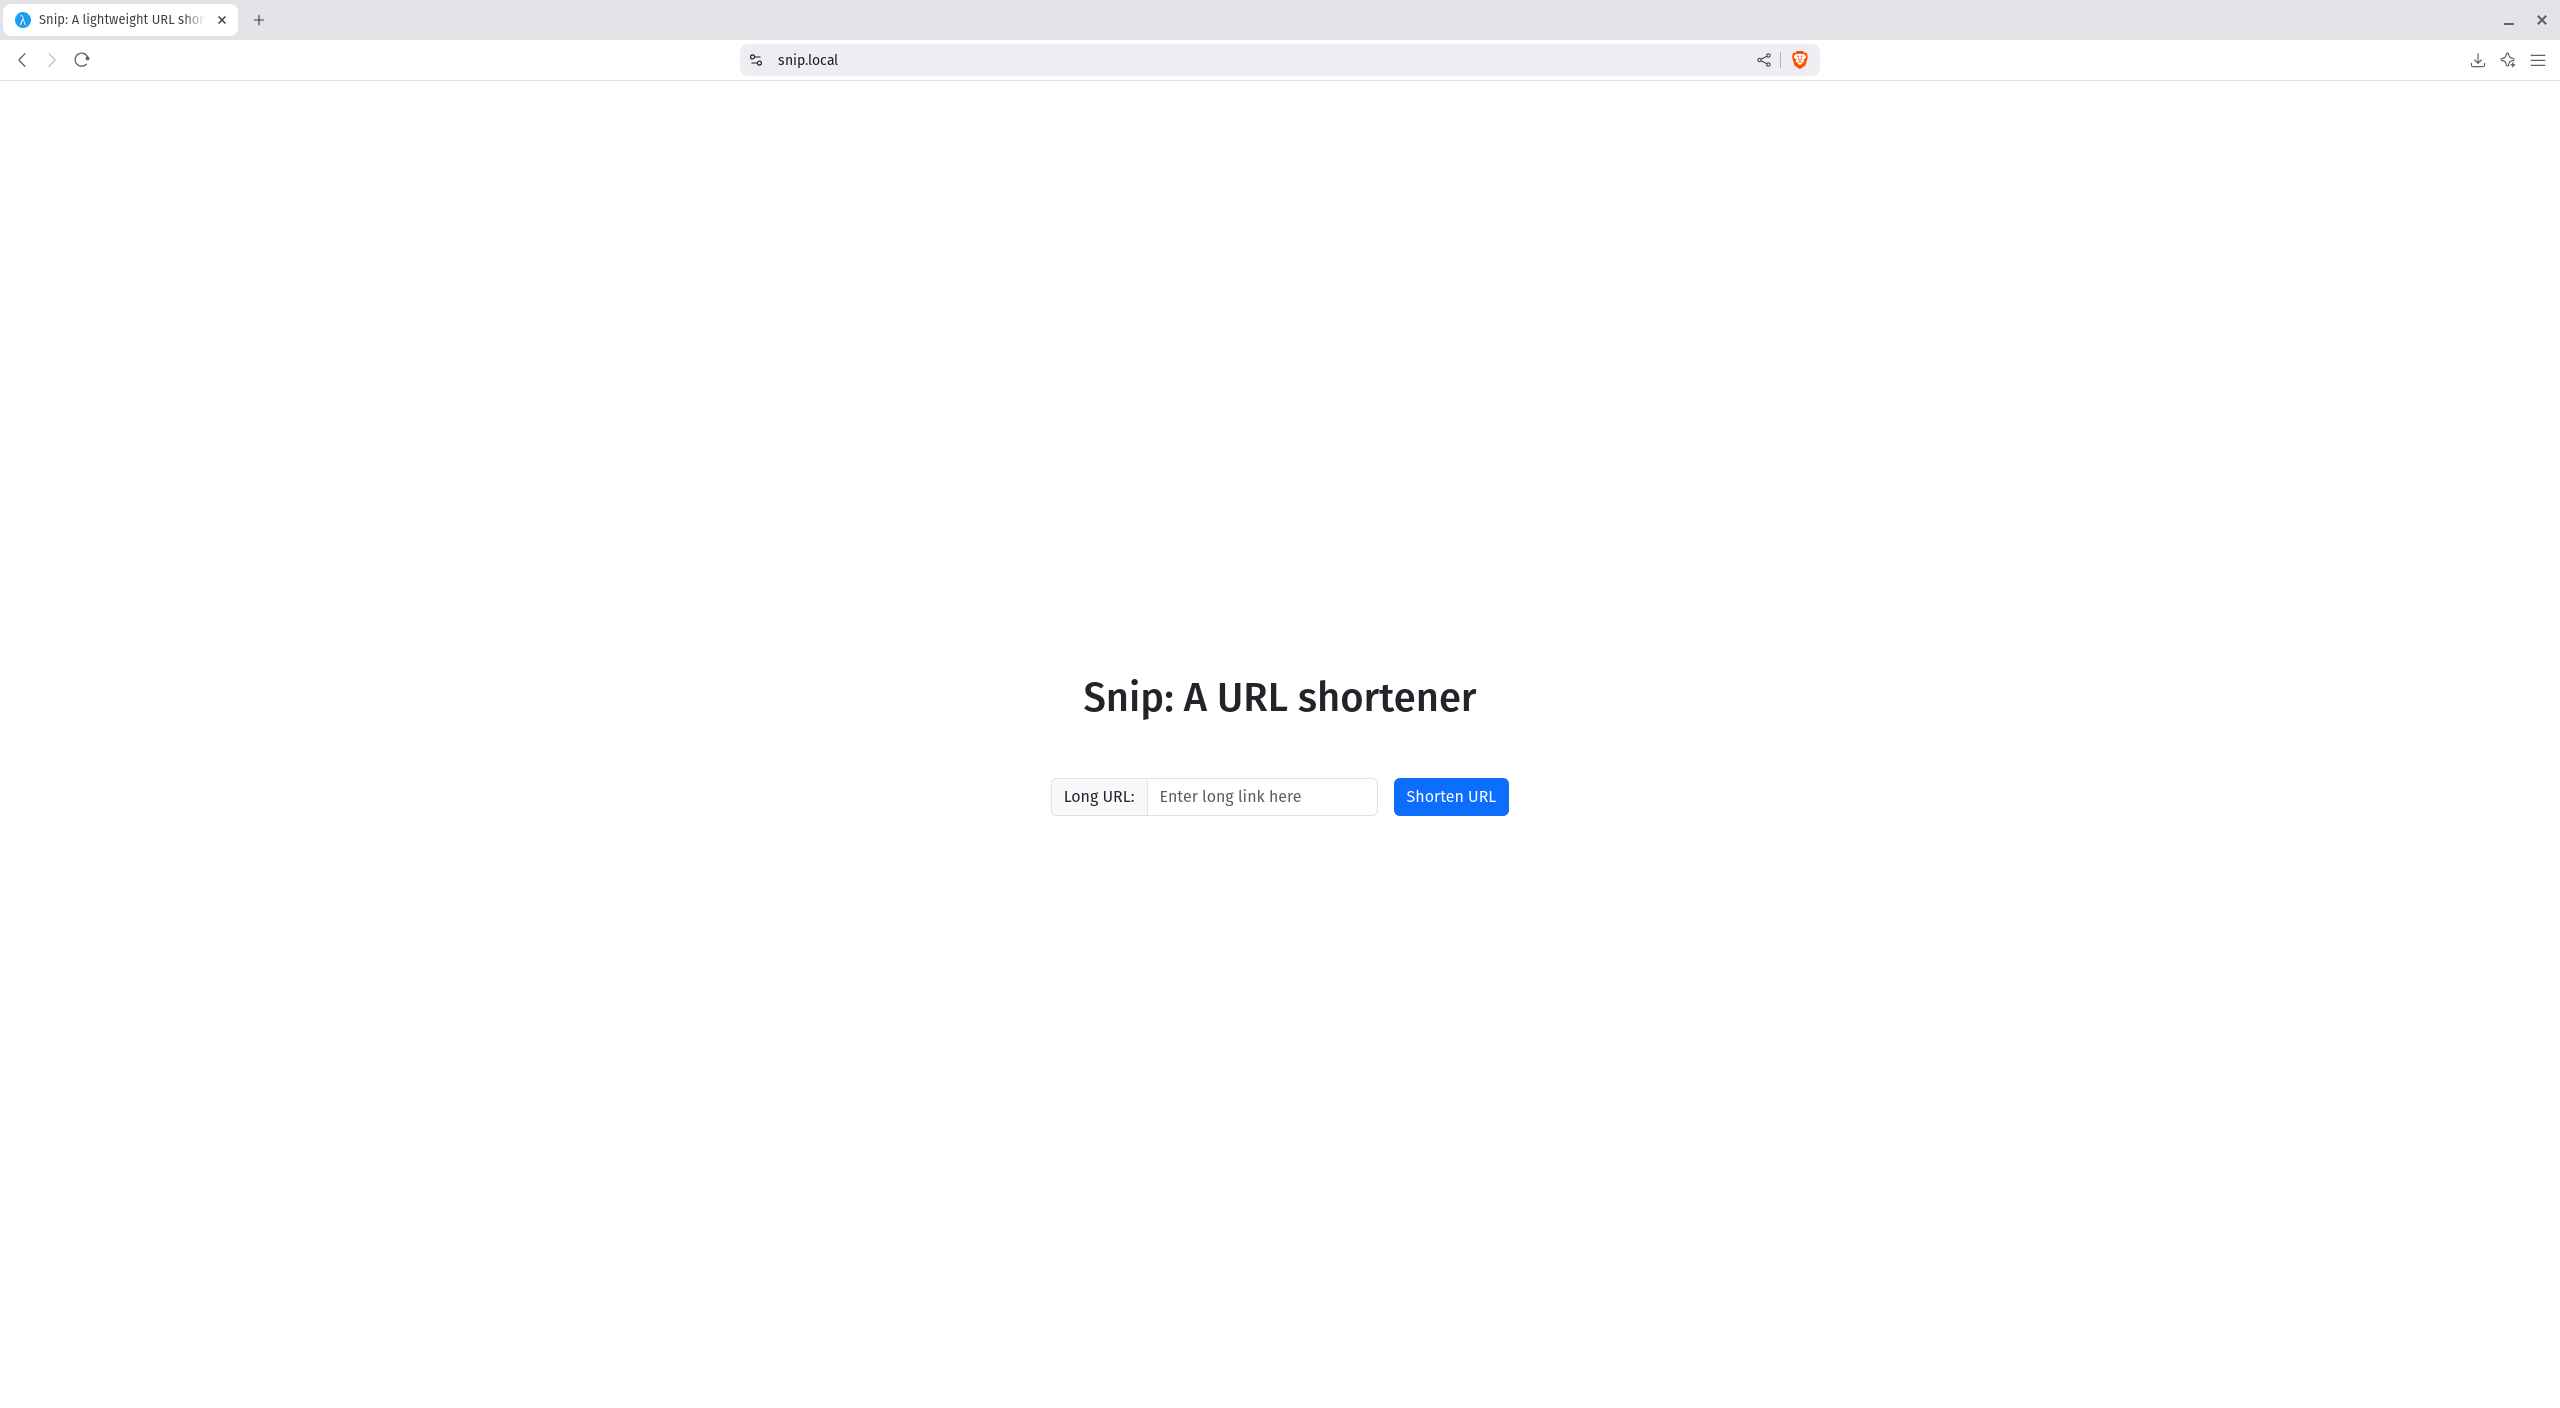 Snip: A lightweight URL shor
snip.local
Snip: A URL shortener
Long URL: Enter long link here Shorten URL